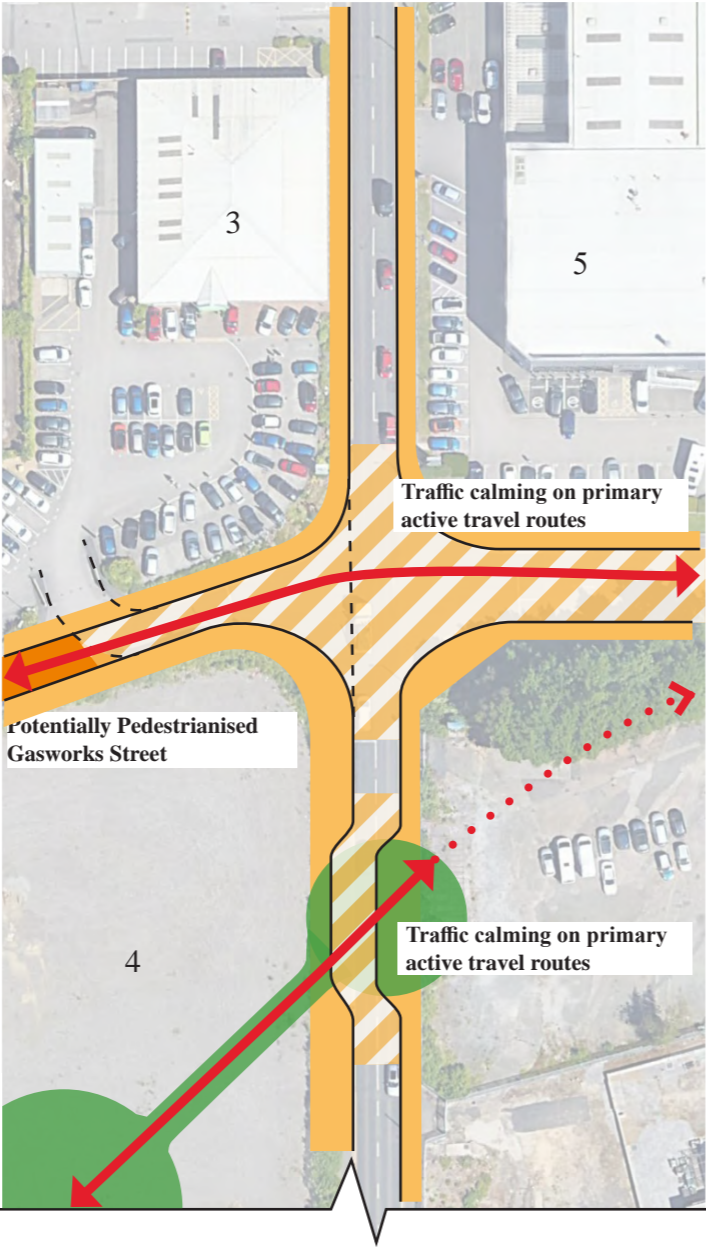 3
5
Traffic calming on primary
active travel routes
Potentially Pedestrianised
Gasworks Street
Traffic calming on primary
active travel routes
4